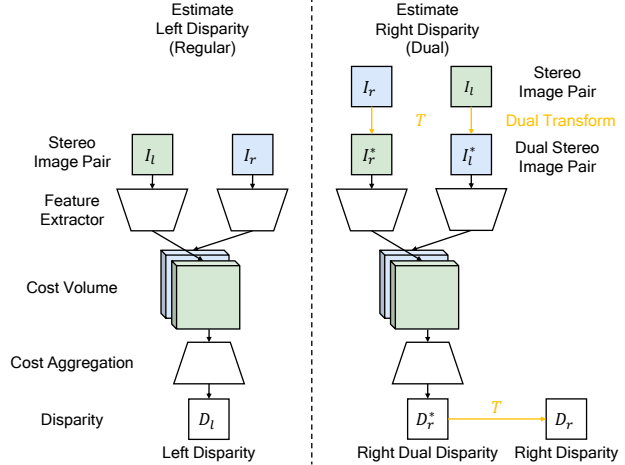 Estimate
Left Disparity
(Regular)
Stereo
Image Pair
I_l
I_r
Feature
Extractor
Cost Volume
Cost Aggregation
Disparity
D_l
Left Disparity
Estimate
Right Disparity
(Dual)
I_r
I_l
Stereo
Image Pair
T
Dual Transform
I_r^*
I_l^*
Dual Stereo
Image Pair
D_r^*
T
D_r
Right Dual Disparity
Right Disparity